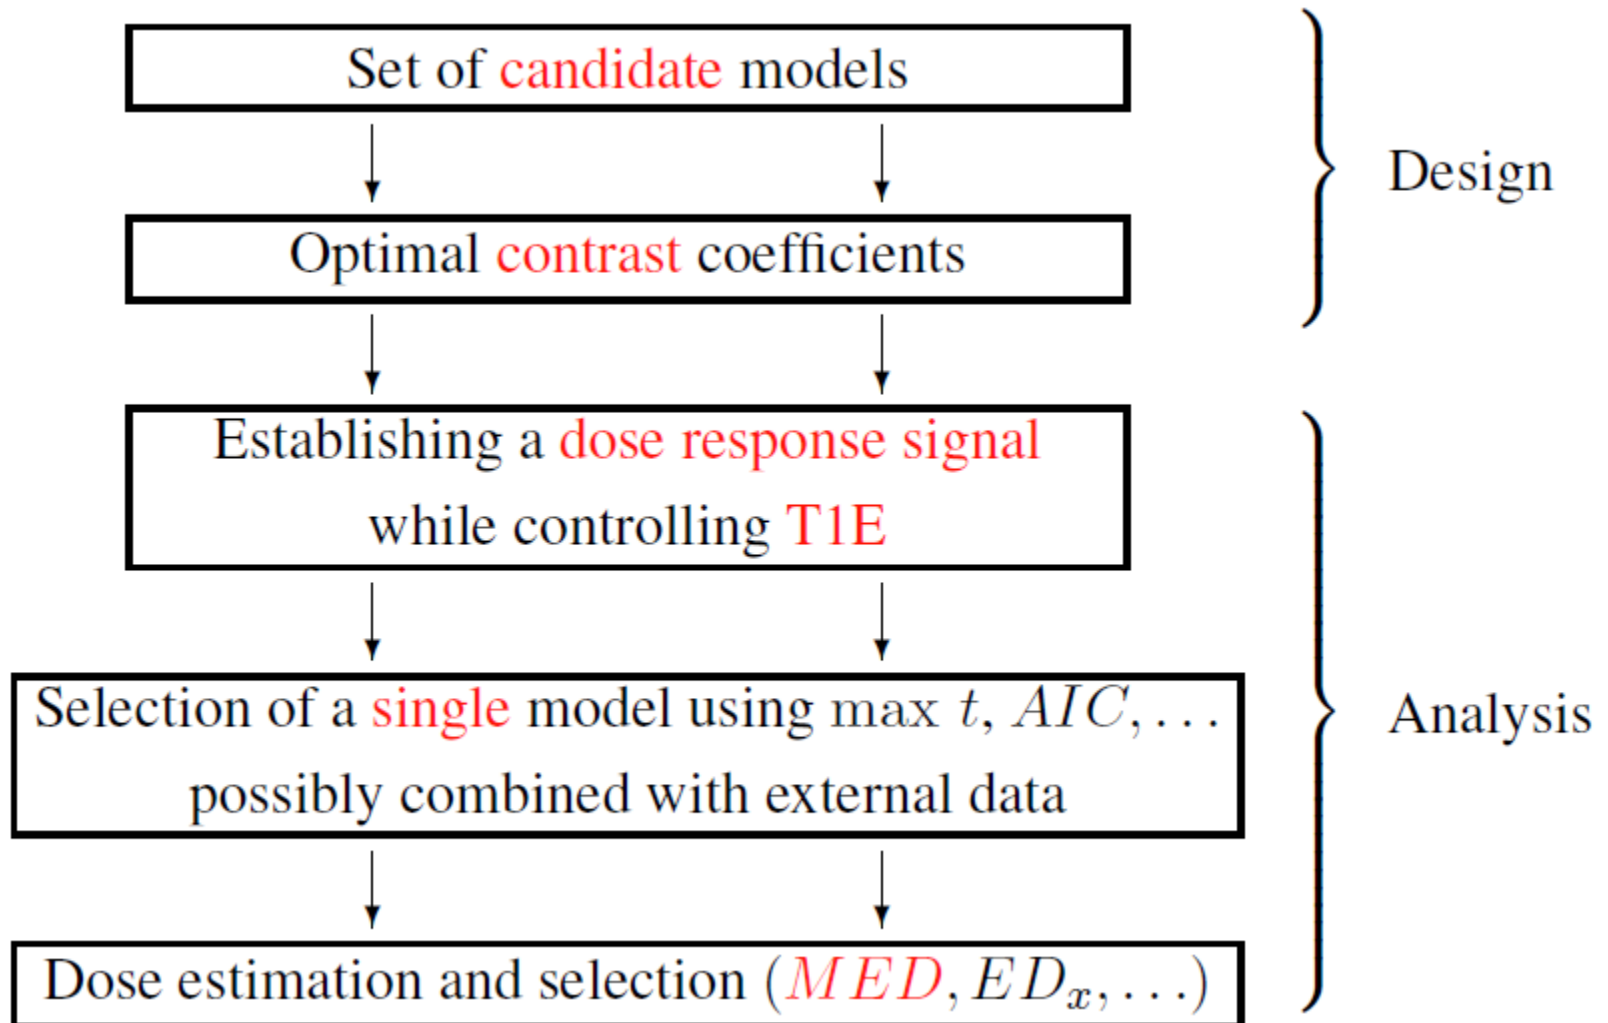 Set of candidate models
Design
Optimal contrast coefficients
Establishing a dose response signal
while controlling T1E
Selection of a single model using max t, AIC, . . .
Analysis
possibly combined with external data
Dose estimation and selection (MED, EDₓ, . . .)